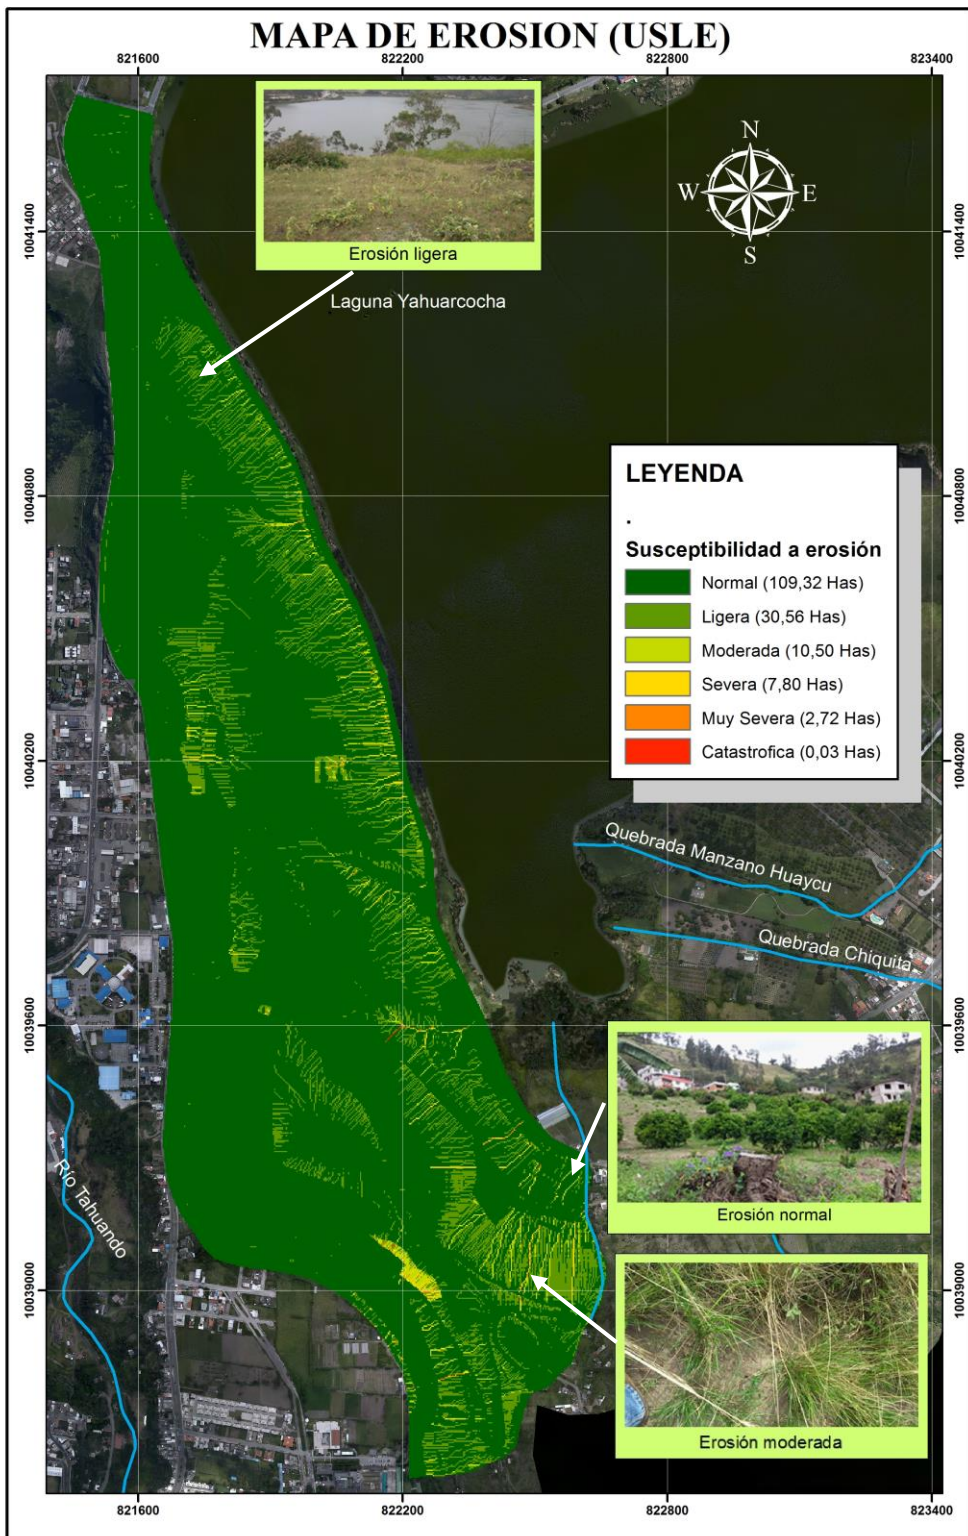 MAPA DE EROSION (USLE)
821600 822200 822800 823400
10041400 10041400
10040800 10040800
10040200 10040200
10039600 10039600
10039000 10039000
N
W E
S
Erosión ligera
Laguna Yahuarcocha
LEYENDA
.
Susceptibilidad a erosión
Normal (109,32 Has)
Ligera (30,56 Has)
Moderada (10,50 Has)
Severa (7,80 Has)
Muy Severa (2,72 Has)
Catastrofica (0,03 Has)
Quebrada Manzano Huaycu
Quebrada Chiquita
Río Tahuando
Erosión normal
Erosión moderada
821600 822200 822800 823400